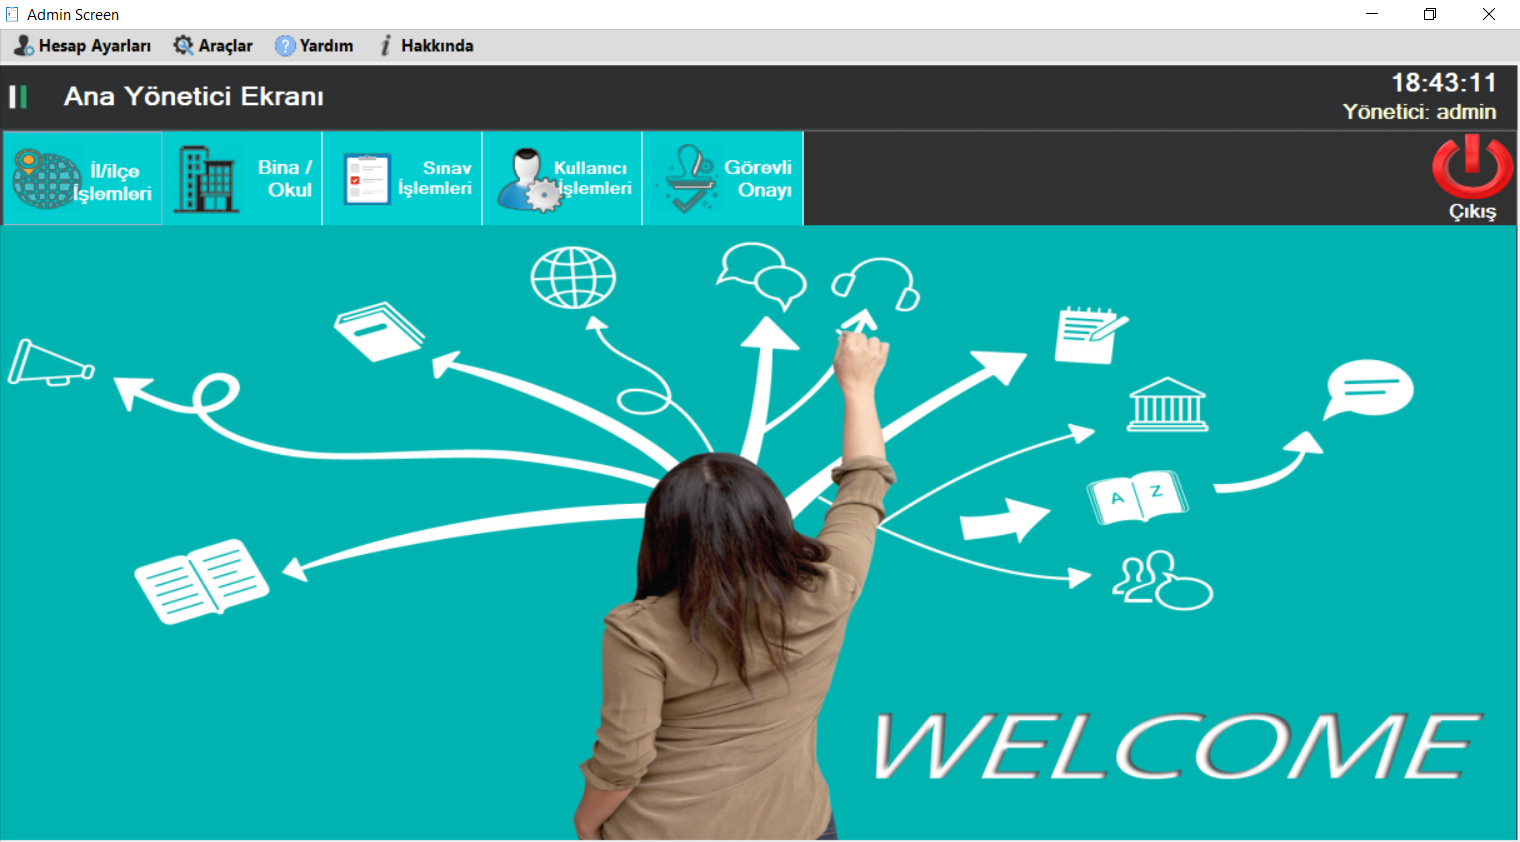 Admin Screen
Hesap Ayarları Araçlar Yardım Hakkında
Ana Yönetici Ekranı
18:43:11
Yönetici: admin
İl/ilçe
İşlemleri
Bina /
Okul
Sınav
İşlemleri
Kullanıcı
İşlemleri
Görevli
Onayı
Çıkış
A Z
WELCOME